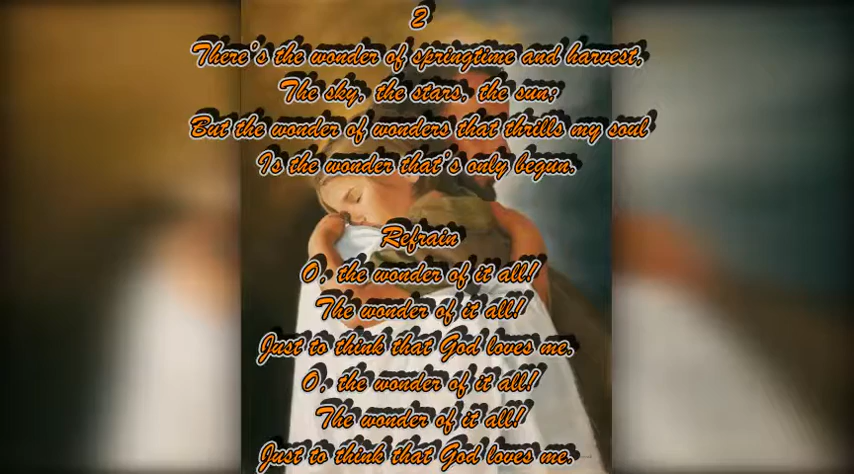 2
There's the wonder of springtime and harvest,
The sky, the stars, the sun;
But the wonder of wonders that thrills my soul
Is the wonder that's only begun.
Refrain
O, the wonder of it all!
The wonder of it all!
Just to think that God loves me.
O, the wonder of it all!
The wonder of it all!
Just to think that God loves me.